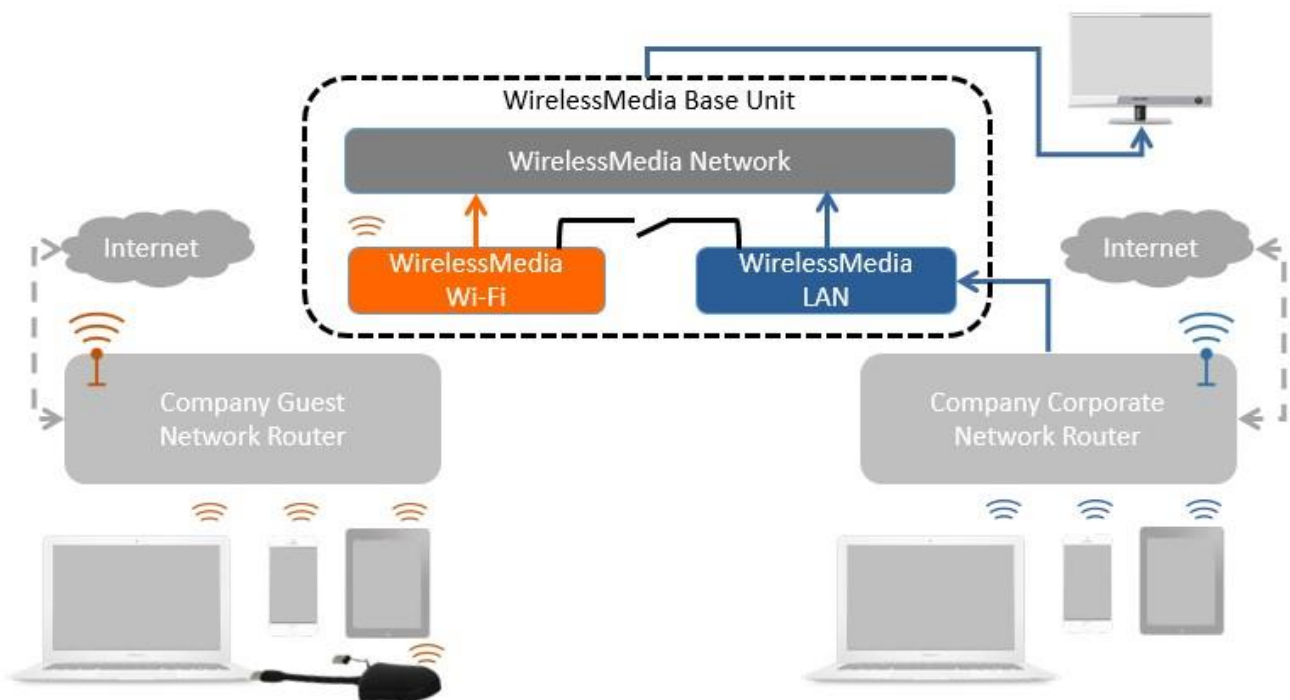 WirelessMedia Base Unit
WirelessMedia Network
Internet
Internet
WirelessMedia
Wi-Fi
WirelessMedia
LAN
Company Guest
Network Router
Company Corporate
Network Router